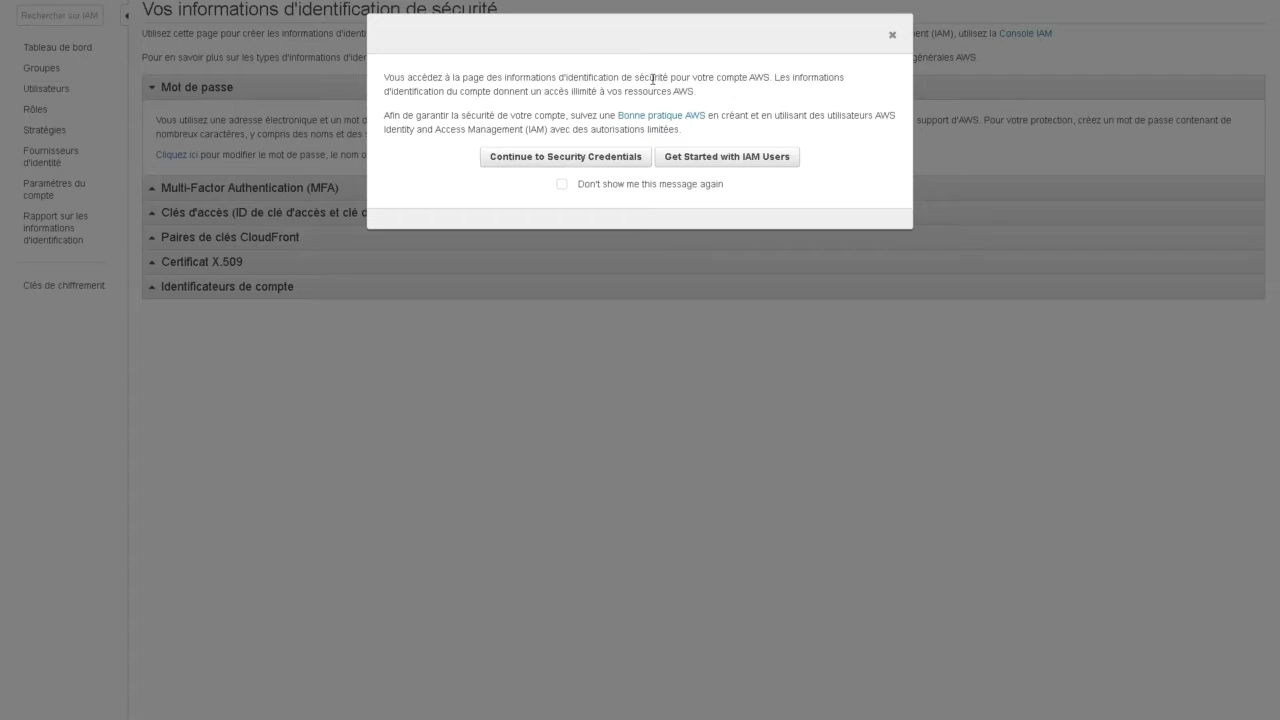 Rechercher sur IAM
Tableau de bord
Groupes
Utilisateurs
Rôles
Stratégies
Fournisseurs
d'identité
Paramètres du
compte
Rapport sur les
informations
d'identification
Clés de chiffrement
Vos informations d'identification de sécurité
Utilisez cette page pour créer les informations d'identi
nt (IAM), utilisez la Console IAM
Pour en savoir plus sur les types d'informations d'ider
générales AWS
Mot de passe
Vous utilisez une adresse électronique et un mot d
support d'AWS. Pour votre protection, créez un mot de passe contenant de
nombreux caractères, y compris des noms et des s
Cliquez ici pour modifier le mot de passe, le nom o
Multi-Factor Authentication (MFA)
Clés d'accès (ID de clé d'accès et clé d
Paires de clés CloudFront
Certificat X.509
Identificateurs de compte
Vous accédez à la page des informations d'identification de sécurité pour votre compte AWS. Les informations
d'identification du compte donnent un accès illimité à vos ressources AWS.
Afin de garantir la sécurité de votre compte, suivez une Bonne pratique AWS en créant et en utilisant des utilisateurs AWS
Identity and Access Management (IAM) avec des autorisations limitées.
Continue to Security Credentials
Get Started with IAM Users
Don't show me this message again